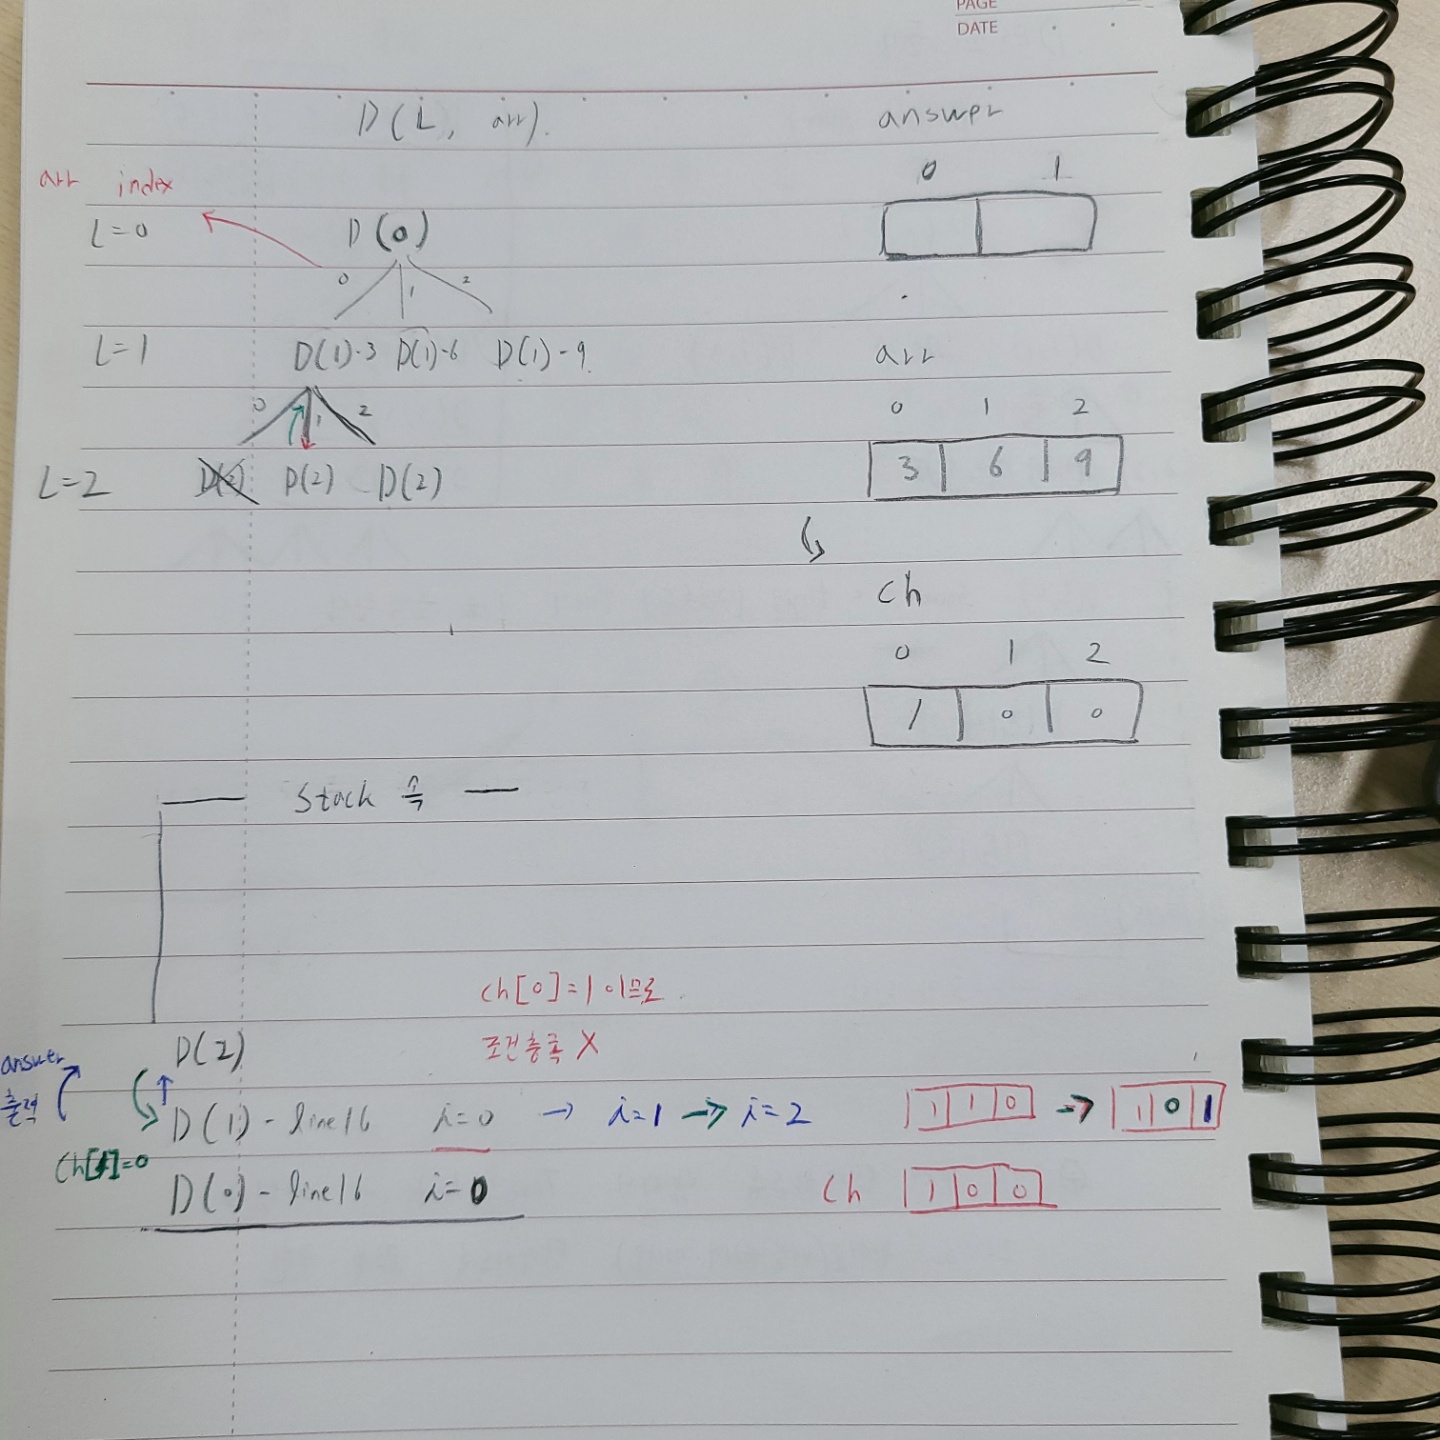 PAGE
DATE
D(L, arr).
answer
arr index
0 1
L=0 D(0)
0 1 2
L=1 D(1)-3 D(1)-6 D(1)-9
arr
0 1 2
0 1 2
L=2 D(2) D(2) D(2)
3 6 9
ch
0 1 2
1 0 0
Stack 속
ch[0]=1 이므로
D(2) 조건충족 X
answer
출력
D(1) - line16 i=0 → i=1 → i=2 1 1 0 → 1 0 1
ch[1]=0
D(0) - line16 i=0 ch 1 0 0